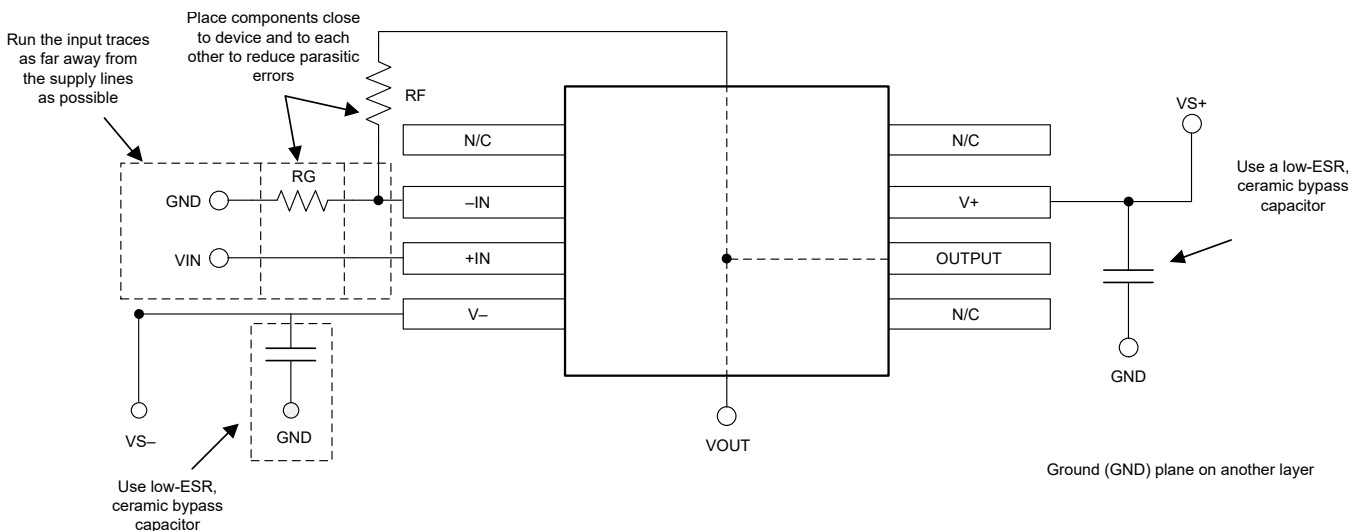 Place components close
to device and to each
other to reduce parasitic
errors
Run the input traces
as far away from
the supply lines
as possible
RF
VS+
N/C
N/C
Use a low-ESR,
ceramic bypass
capacitor
RG
GND
–IN
V+
VIN
+IN
OUTPUT
V–
N/C
GND
VS–
GND
VOUT
Ground (GND) plane on another layer
Use low-ESR,
ceramic bypass
capacitor